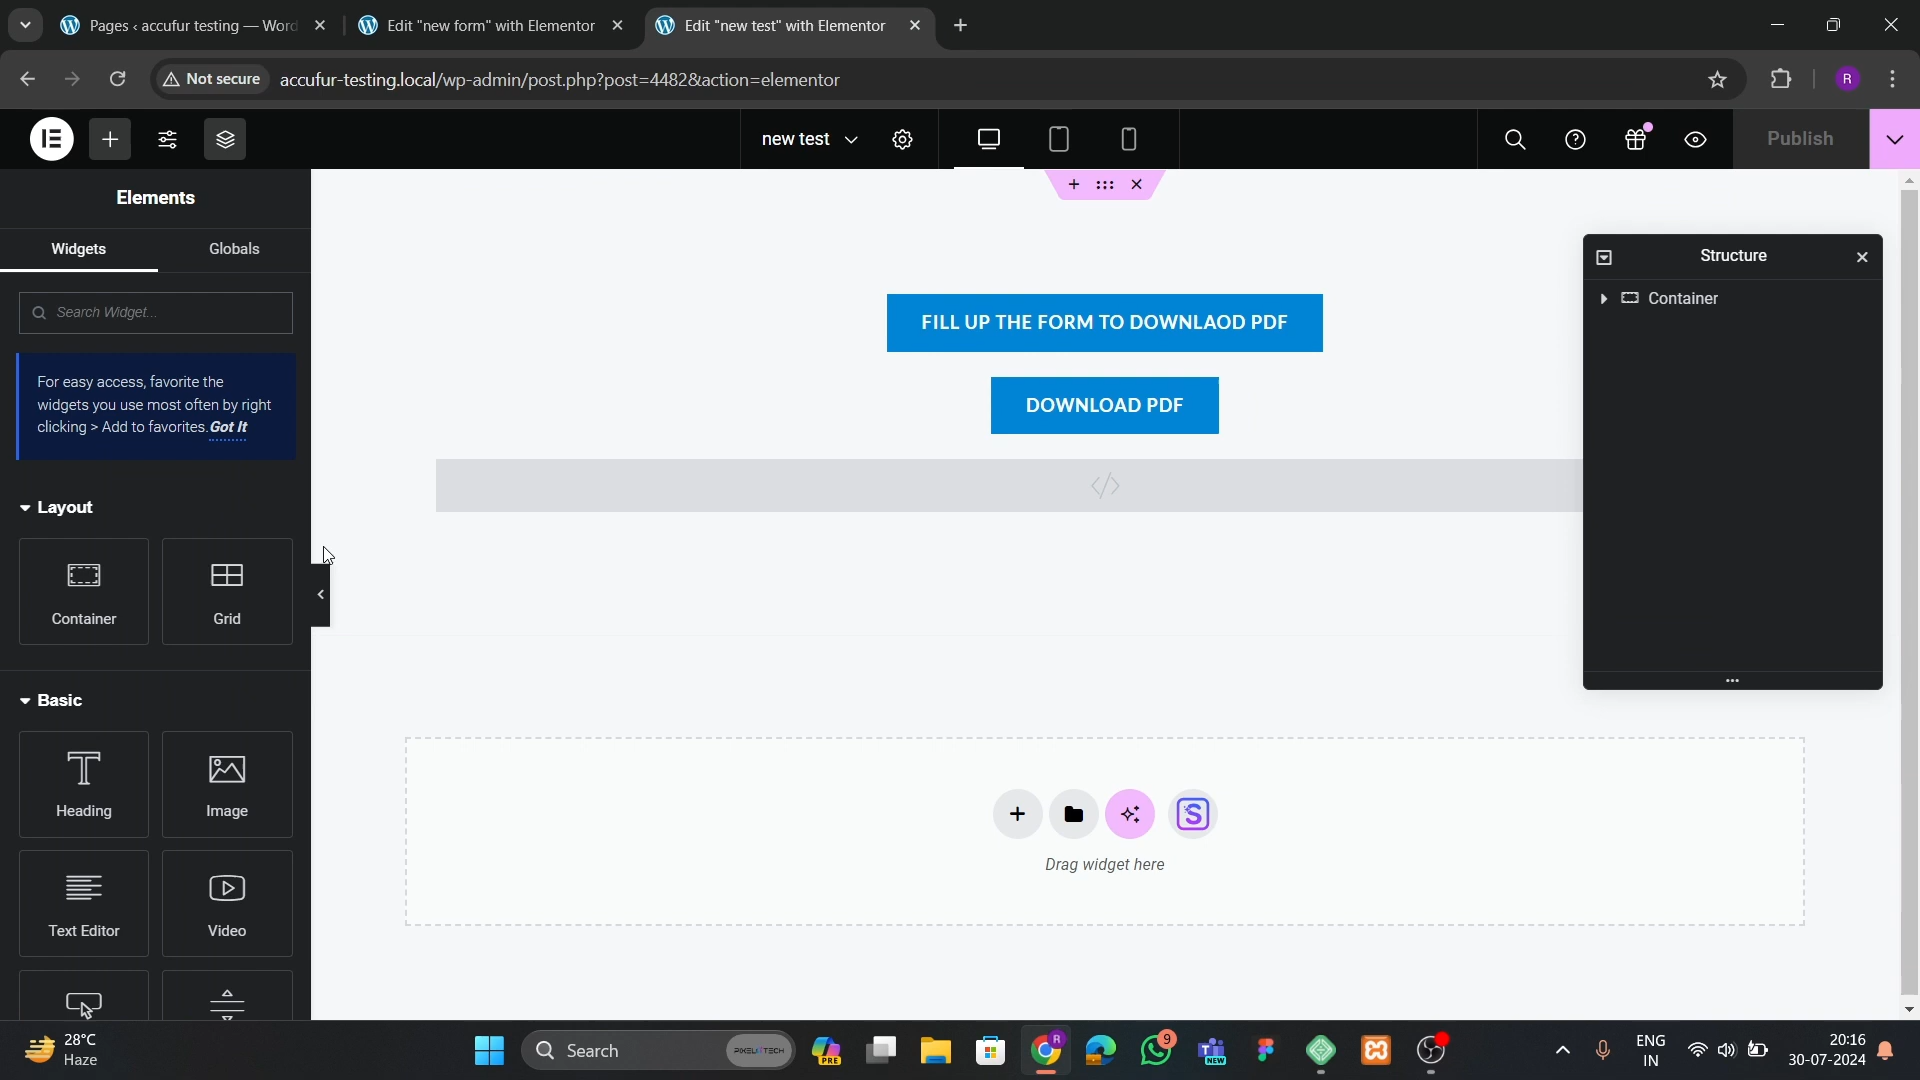 Pages ‹ accufur testing — Word
Edit "new form" with Elementor
Edit "new test" with Elementor
Not secure
accufur-testing.local/wp-admin/post.php?post=4482&action=elementor
R
new test
Publish
Elements
Widgets
Globals
Search Widget...
For easy access, favorite the
widgets you use most often by right
clicking > Add to favorites. Got It
Layout
Container
Grid
Basic
Heading
Image
Text Editor
Video
FILL UP THE FORM TO DOWNLAOD PDF
DOWNLOAD PDF
</>
Drag widget here
Structure
Container
28°C
Haze
Search
PIXELIITECH
PRE
R
9
NEW
ENG
IN
20:16
30-07-2024